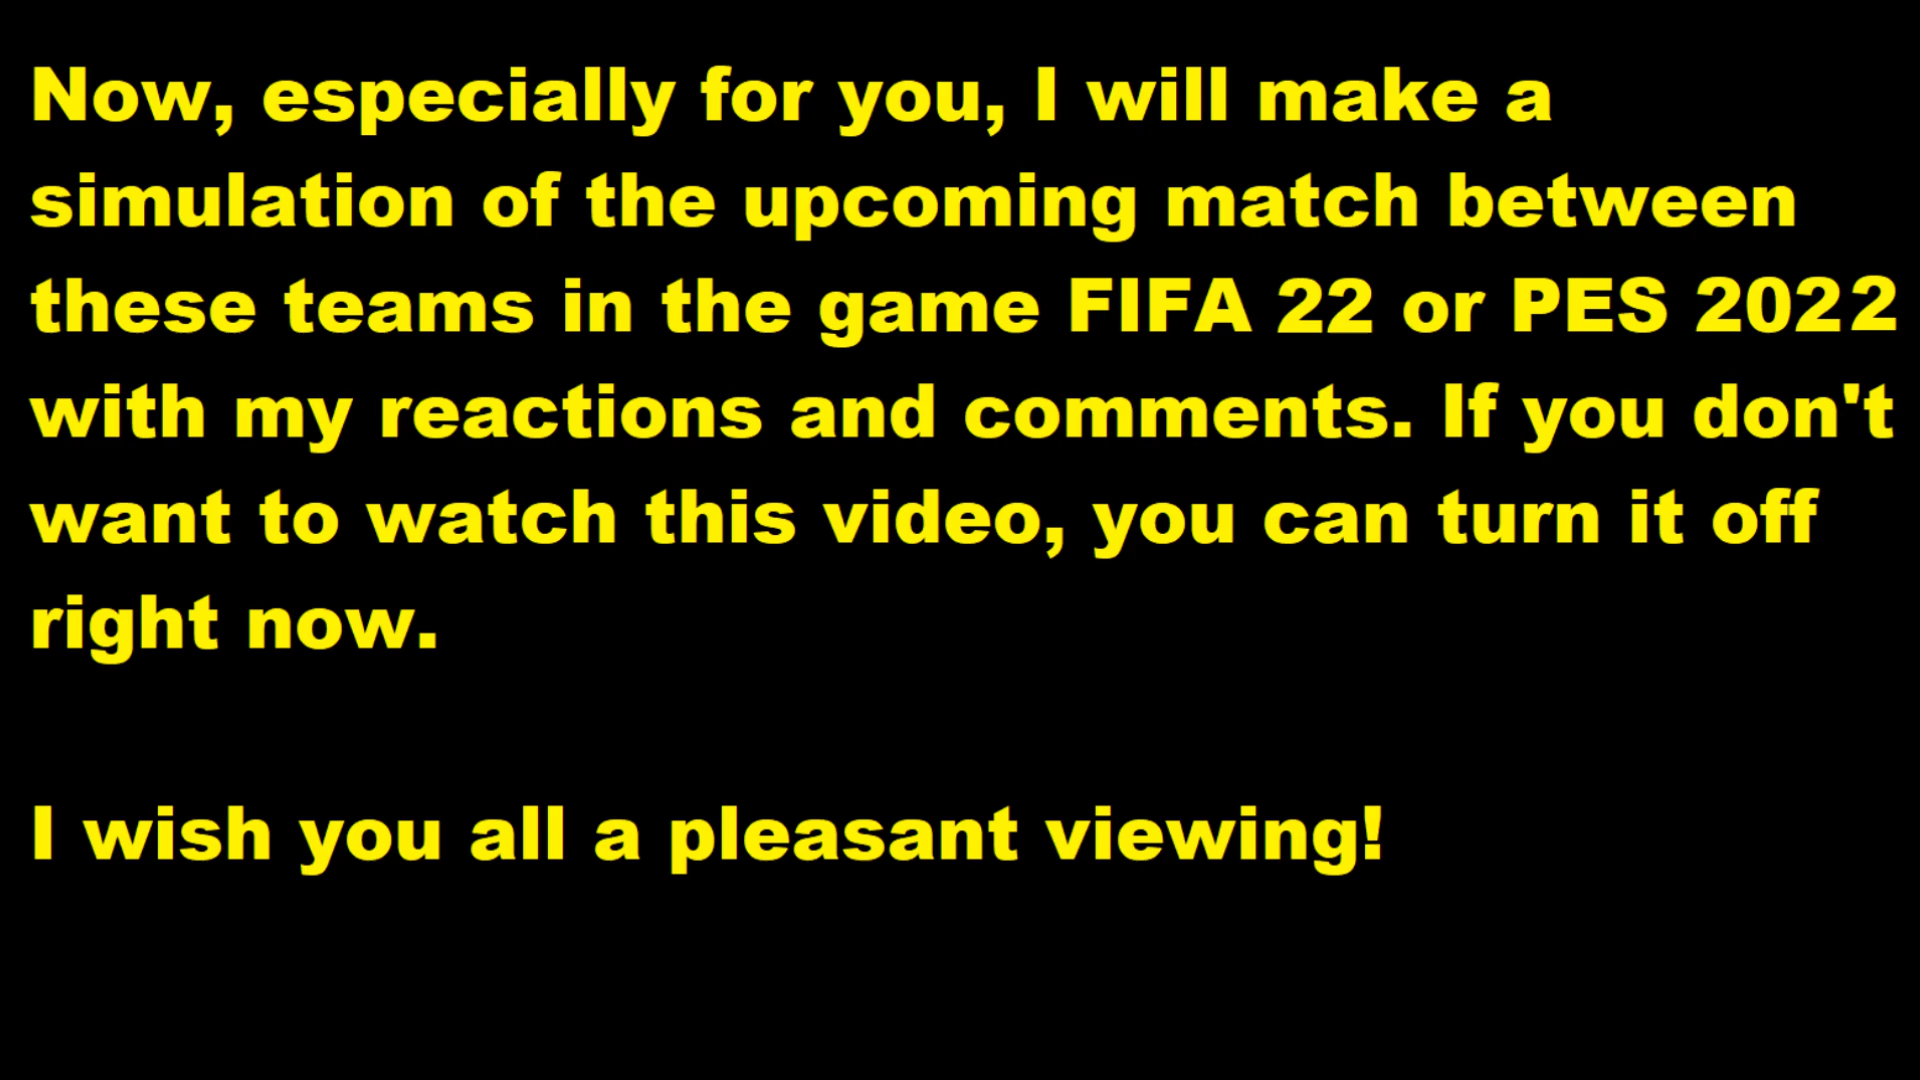 Now, especially for you, I will make a
simulation of the upcoming match between
these teams in the game FIFA 22 or PES 2022
with my reactions and comments. If you don't
want to watch this video, you can turn it off
right now.
I wish you all a pleasant viewing!